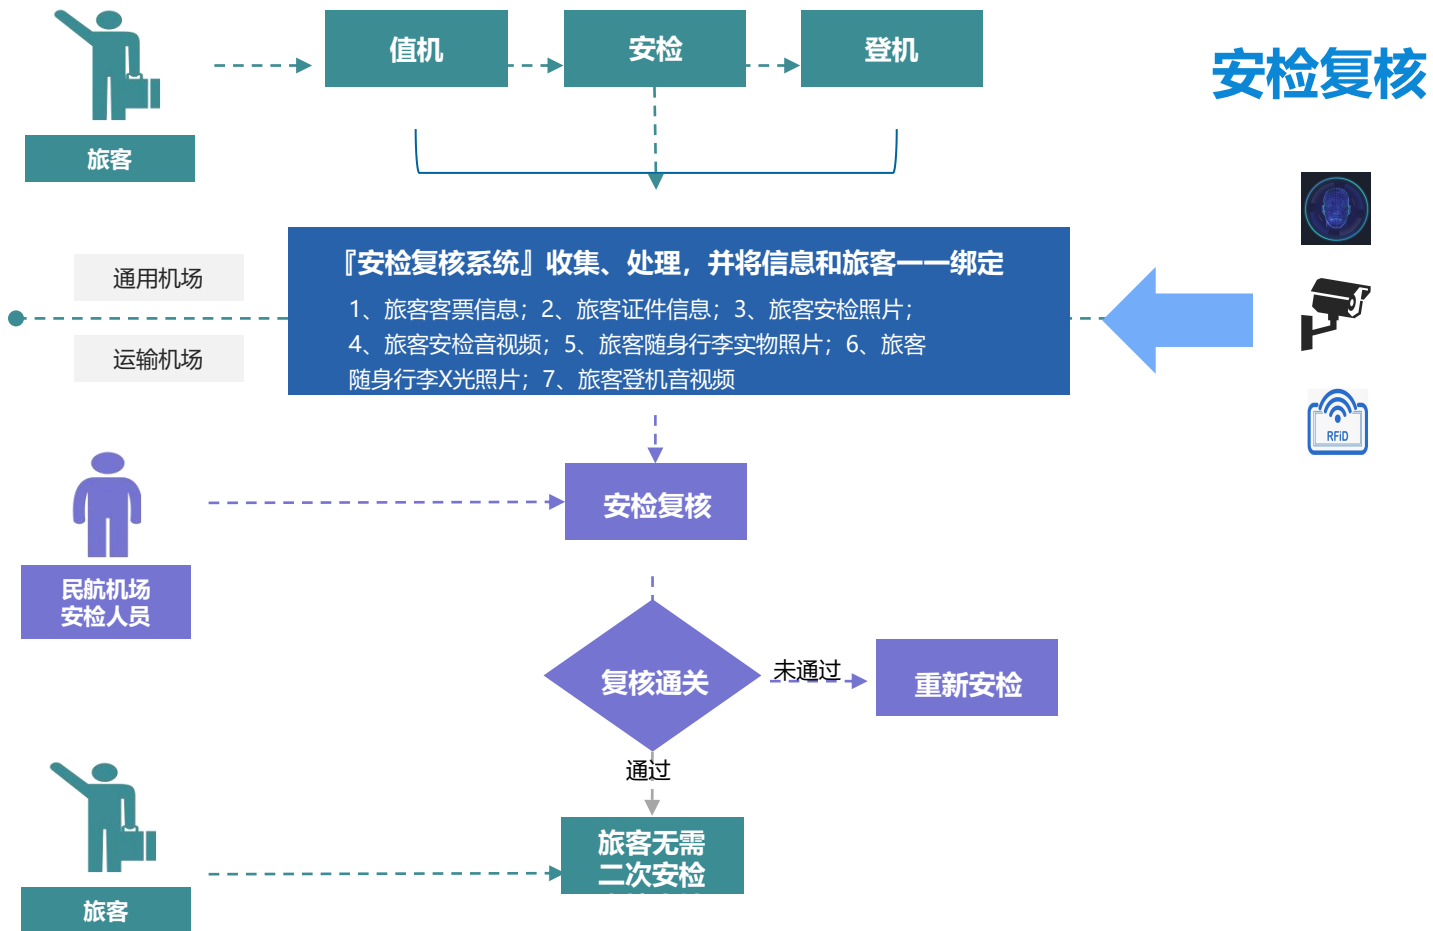 值机
安检
登机
安检复核
旅客
『安检复核系统』收集、处理，并将信息和旅客一一绑定
1、旅客客票信息；2、旅客证件信息；3、旅客安检照片；
4、旅客安检音视频；5、旅客随身行李实物照片；6、旅客
随身行李X光照片；7、旅客登机音视频
通用机场
运输机场
RFiD
安检复核
民航机场
安检人员
复核通关
未通过
重新安检
通过
旅客无需
二次安检
旅客